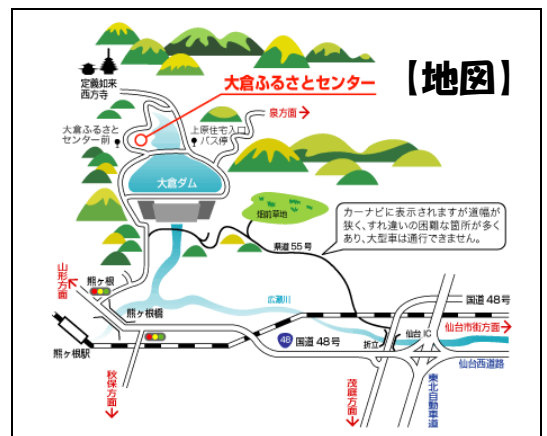 【地図】
大倉ふるさとセンター
定義如来
西方寺
泉方面
大倉ふるさと
センター前
上原住宅入口
バス停
大倉ダム
畑前草地
カーナビに表示されますが道幅が
狭く、すれ違いの困難な箇所が多く
あり、大型車は通行できません。
県道55号
山形方面
熊ヶ根
熊ヶ根橋
広瀬川
国道48号
仙台市街方面
仙台IC
折立
48
国道48号
仙台西道路
熊ヶ根駅
秋保方面
茂庭方面
東北自動車道